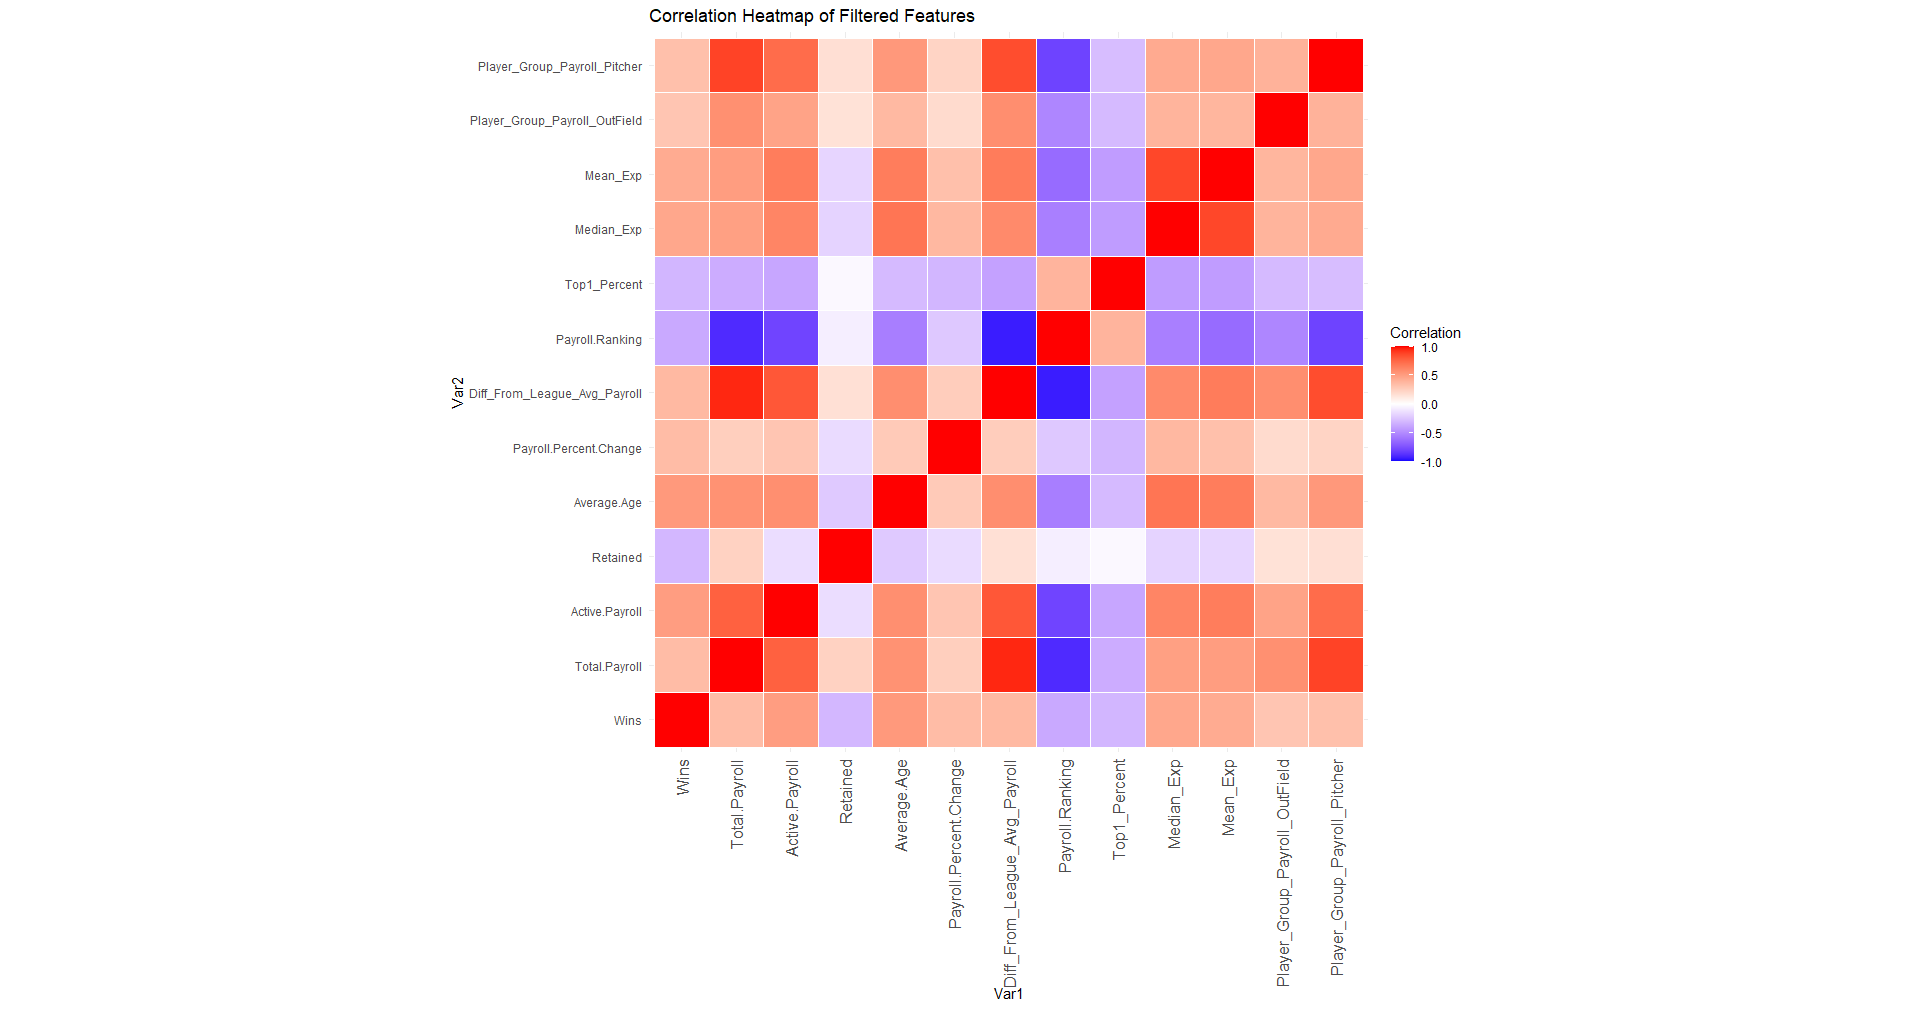 Correlation Heatmap of Filtered Features
Player_Group_Payroll_Pitcher
Player_Group_Payroll_OutField
Mean_Exp
Median_Exp
Top1_Percent
Payroll.Ranking
Diff_From_League_Avg_Payroll
Payroll.Percent.Change
Average.Age
Retained
Active.Payroll
Total.Payroll
Wins
Var2
Wins
Total.Payroll
Active.Payroll
Retained
Average.Age
Payroll.Percent.Change
Diff_From_League_Avg_Payroll
Payroll.Ranking
Top1_Percent
Median_Exp
Mean_Exp
Player_Group_Payroll_OutField
Player_Group_Payroll_Pitcher
Var1
Correlation
1.0
0.5
0.0
-0.5
-1.0